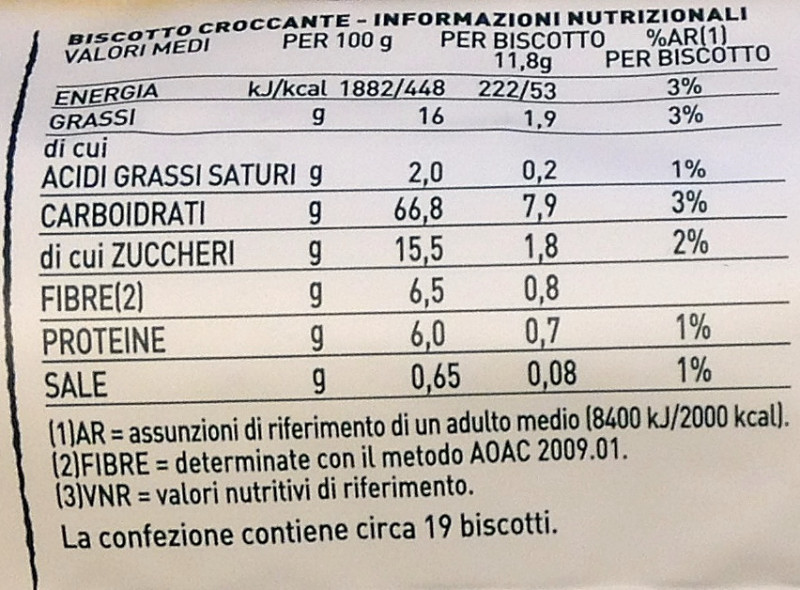 BISCOTTO CROCCANTE - INFORMAZIONI NUTRIZIONALI
VALORI MEDI PER 100 g PER BISCOTTO %AR(1)
11,8g PER BISCOTTO
ENERGIA kJ/kcal 1882/448 222/53 3%
GRASSI g 16 1,9 3%
di cui
ACIDI GRASSI SATURI g 2,0 0,2 1%
CARBOIDRATI g 66,8 7,9 3%
di cui ZUCCHERI g 15,5 1,8 2%
FIBRE(2) g 6,5 0,8
PROTEINE g 6,0 0,7 1%
SALE g 0,65 0,08 1%
(1)AR = assunzioni di riferimento di un adulto medio (8400 kJ/2000 kcal).
(2)FIBRE = determinate con il metodo AOAC 2009.01.
(3)VNR = valori nutritivi di riferimento.
La confezione contiene circa 19 biscotti.